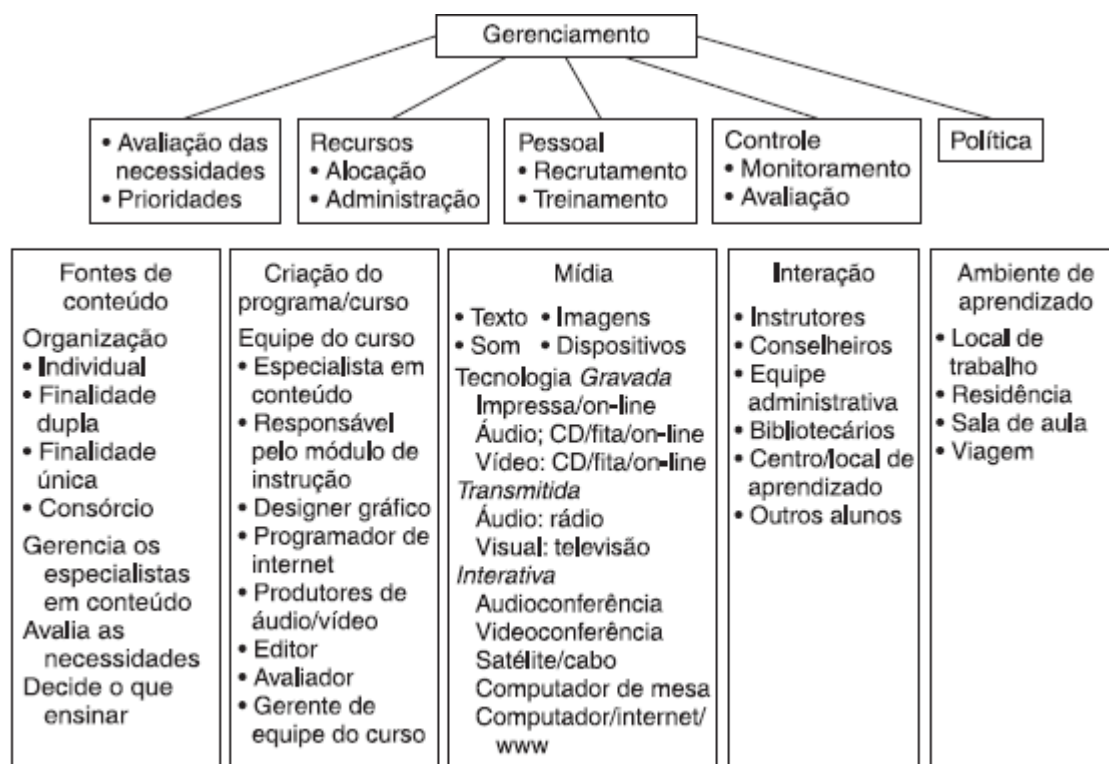 Gerenciamento
• Avaliação das
necessidades
• Prioridades
Recursos
• Alocação
• Administração
Pessoal
• Recrutamento
• Treinamento
Controle
• Monitoramento
• Avaliação
Política
Fontes de
conteúdo
Organização
• Individual
• Finalidade
dupla
• Finalidade
única
• Consórcio
Gerencia os
especialistas
em conteúdo
Avalia as
necessidades
Decide o que
ensinar
Criação do
programa/curso
Equipe do curso
• Especialista em
conteúdo
• Responsável
pelo módulo de
instrução
• Designer gráfico
• Programador de
internet
• Produtores de
áudio/vídeo
• Editor
• Avaliador
• Gerente de
equipe do curso
Mídia
• Texto • Imagens
• Som • Dispositivos
Tecnologia Gravada
Impressa/on-line
Áudio; CD/fita/on-line
Vídeo: CD/fita/on-line
Transmitida
Áudio: rádio
Visual: televisão
Interativa
Audioconferência
Videoconferência
Satélite/cabo
Computador de mesa
Computador/internet/
www
Interação
• Instrutores
• Conselheiros
• Equipe
administrativa
• Bibliotecários
• Centro/local de
aprendizado
• Outros alunos
Ambiente de
aprendizado
• Local de
trabalho
• Residência
• Sala de aula
• Viagem